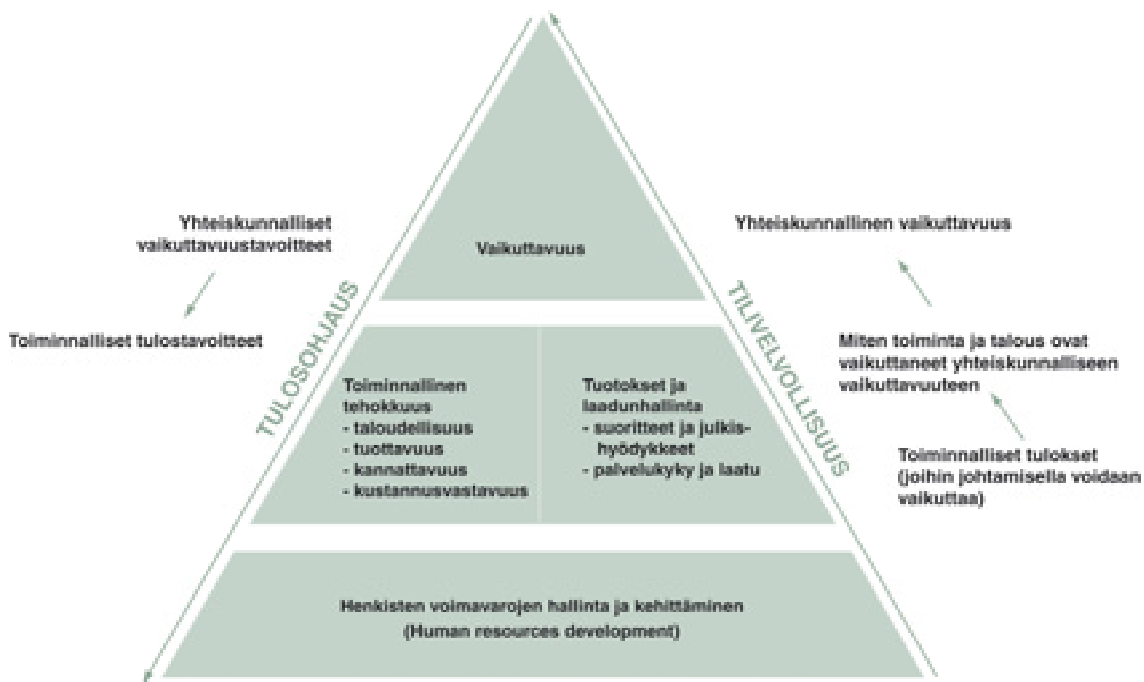 Yhteiskunnalliset
vaikuttavuustavoitteet
Toiminnalliset tulostavoitteet
TULOSOHJAUS
Vaikuttavuus
Toiminnallinen
tehokkuus
- taloudellisuus
- tuottavuus
- kannattavuus
- kustannusvastavuus
Tuotokset ja
laadunhallinta
- suoritteet ja julkis-
hyödykkeet
- palvelukyky ja laatu
Henkisten voimavarojen hallinta ja kehittäminen
(Human resources development)
TILIVELVOLLISUUS
Yhteiskunnallinen vaikuttavuus
Miten toiminta ja talous ovat
vaikuttaneet yhteiskunnalliseen
vaikuttavuuteen
Toiminnalliset tulokset
(joihin johtamisella voidaan
vaikuttaa)